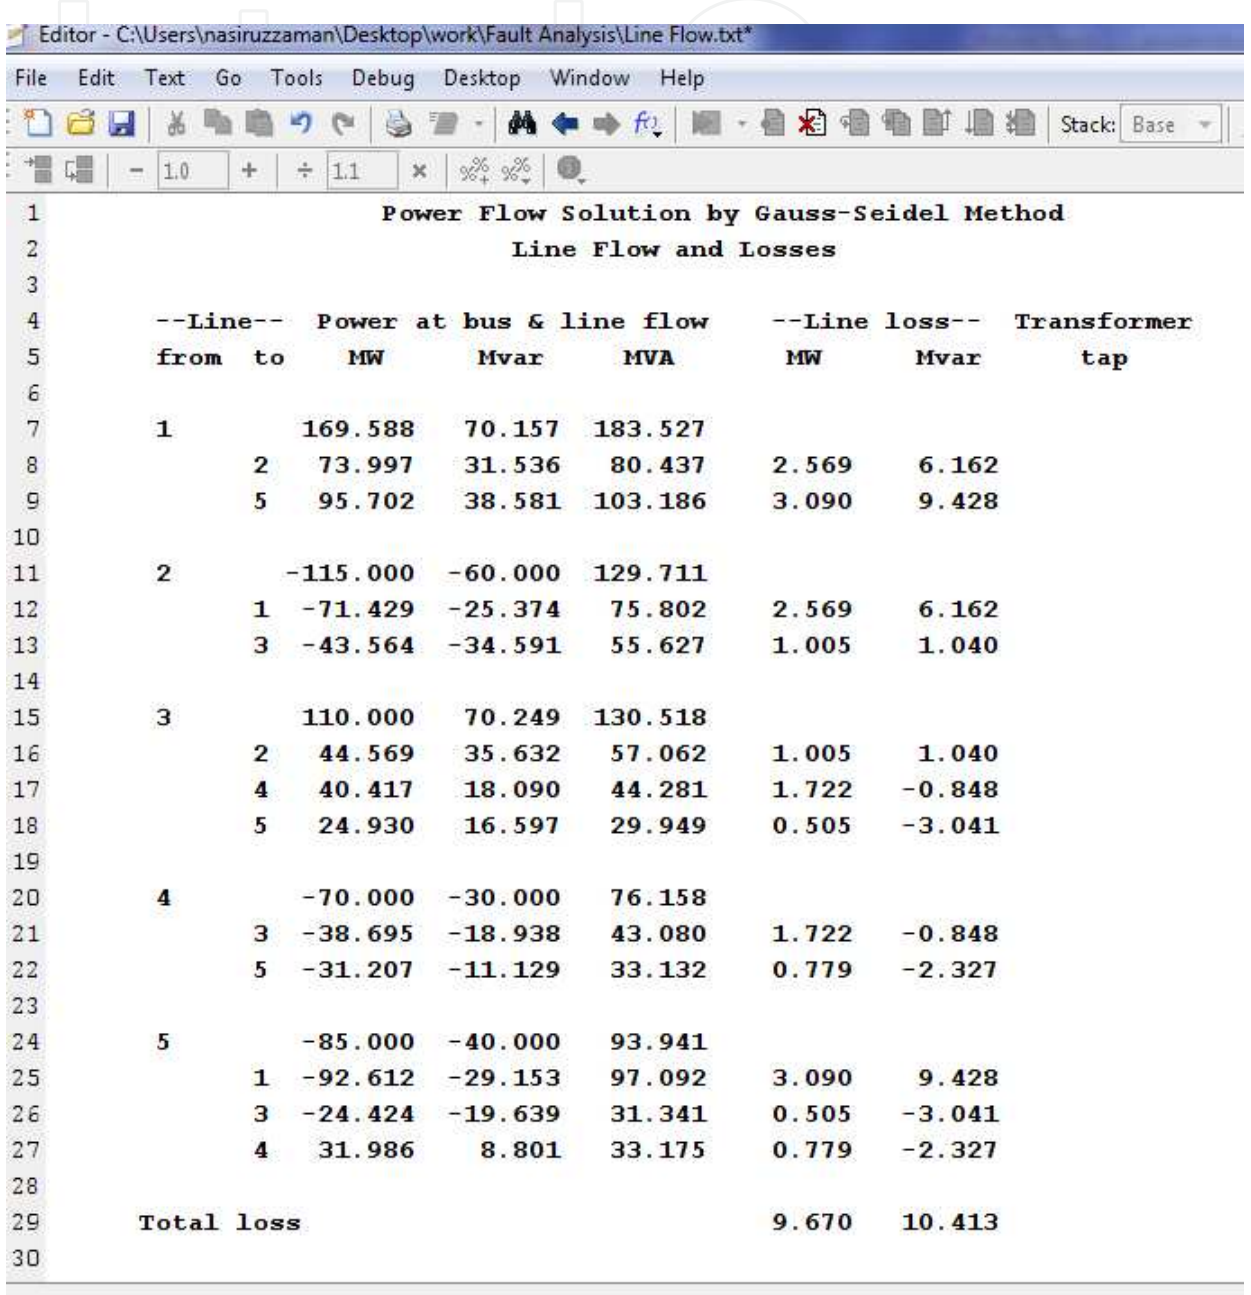 Editor - C:\Users\nasiruzzaman\Desktop\work\Fault Analysis\Line Flow.txt*
File Edit Text Go Tools Debug Desktop Window Help
Stack: Base
- 1.0 + ÷ 1.1 ×
1 Power Flow Solution by Gauss-Seidel Method
2 Line Flow and Losses
3
4 --Line-- Power at bus & line flow --Line loss-- Transformer
5 from to MW Mvar MVA MW Mvar tap
6
7 1 169.588 70.157 183.527
8 2 73.997 31.536 80.437 2.569 6.162
9 5 95.702 38.581 103.186 3.090 9.428
10
11 2 -115.000 -60.000 129.711
12 1 -71.429 -25.374 75.802 2.569 6.162
13 3 -43.564 -34.591 55.627 1.005 1.040
14
15 3 110.000 70.249 130.518
16 2 44.569 35.632 57.062 1.005 1.040
17 4 40.417 18.090 44.281 1.722 -0.848
18 5 24.930 16.597 29.949 0.505 -3.041
19
20 4 -70.000 -30.000 76.158
21 3 -38.695 -18.938 43.080 1.722 -0.848
22 5 -31.207 -11.129 33.132 0.779 -2.327
23
24 5 -85.000 -40.000 93.941
25 1 -92.612 -29.153 97.092 3.090 9.428
26 3 -24.424 -19.639 31.341 0.505 -3.041
27 4 31.986 8.801 33.175 0.779 -2.327
28
29 Total loss 9.670 10.413
30